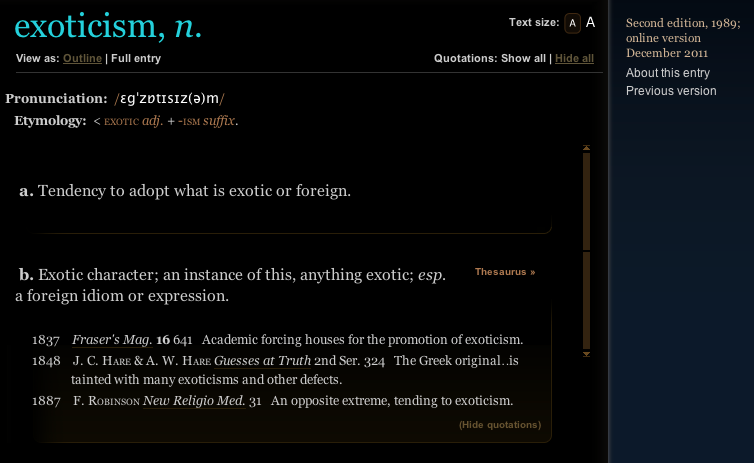 exoticism, n.
Text size: A A
View as: Outline | Full entry
Quotations: Show all | Hide all
Pronunciation: /ɛɡˈzɒtɪsɪz(ə)m/
Etymology: < EXOTIC adj. + -ISM suffix.
a. Tendency to adopt what is exotic or foreign.
b. Exotic character; an instance of this, anything exotic; esp.
a foreign idiom or expression.
Thesaurus »
1837 Fraser's Mag. 16 641 Academic forcing houses for the promotion of exoticism.
1848 J. C. HARE & A. W. HARE Guesses at Truth 2nd Ser. 324 The Greek original..is
tainted with many exoticisms and other defects.
1887 F. ROBINSON New Religio Med. 31 An opposite extreme, tending to exoticism.
(Hide quotations)
Second edition, 1989;
online version
December 2011
About this entry
Previous version